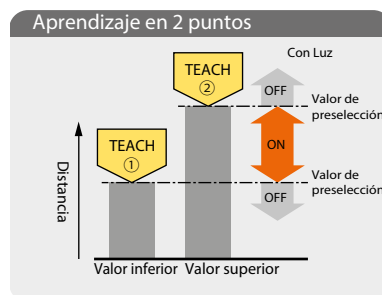 Aprendizaje en 2 puntos
Con Luz
TEACH
②
OFF
Valor de
preselección
TEACH
①
ON
Valor de
preselección
OFF
Distancia
Valor inferior Valor superior